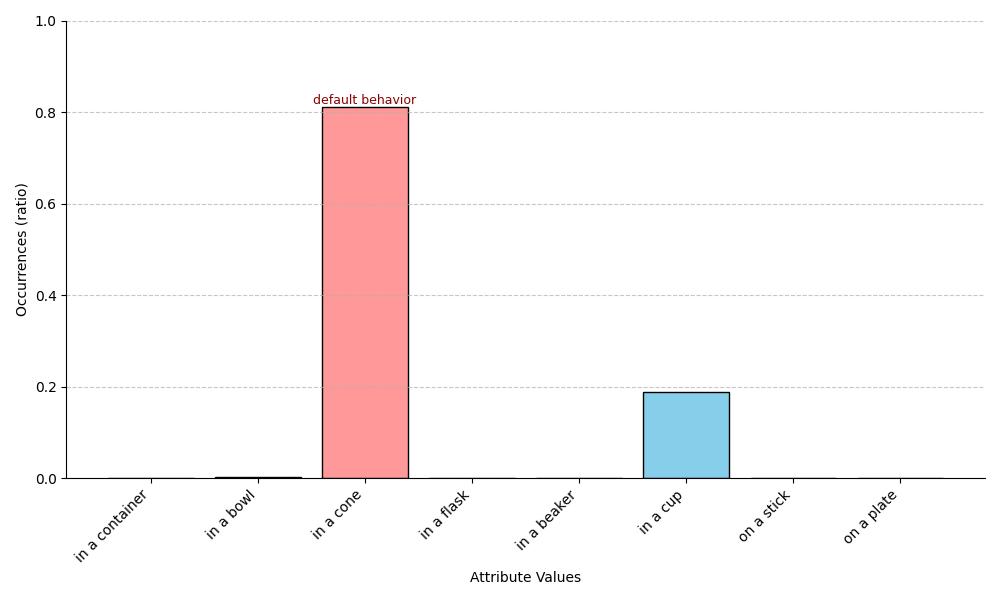 default behavior
Occurrences (ratio)
1.0
0.8
0.6
0.4
0.2
0.0
in a container
in a bowl
in a cone
in a flask
in a beaker
in a cup
on a stick
on a plate
Attribute Values